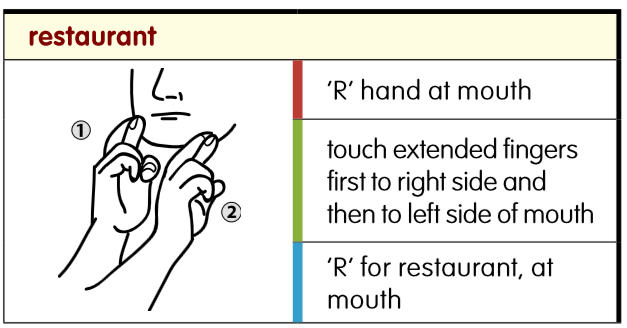 restaurant
①
②
'R' hand at mouth
touch extended fingers
first to right side and
then to left side of mouth
'R' for restaurant, at
mouth